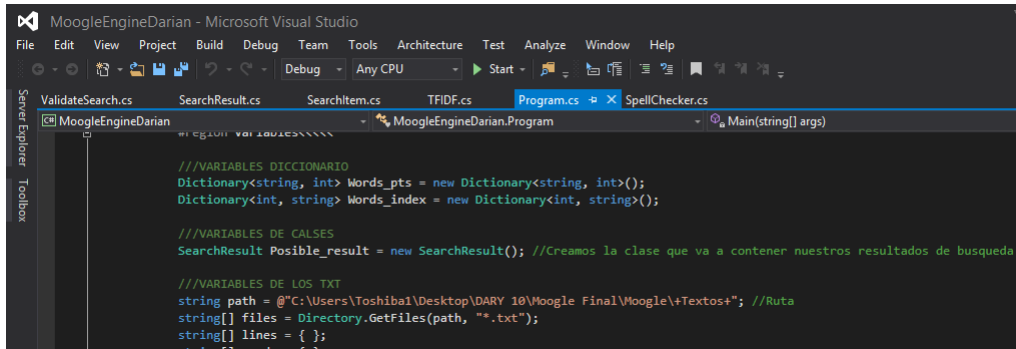 MoogleEngineDarian - Microsoft Visual Studio
File Edit View Project Build Debug Team Tools Architecture Test Analyze Window Help
Debug Any CPU Start
Server Explorer
Toolbox
ValidateSearch.cs SearchResult.cs SearchItem.cs TFIDF.cs Program.cs SpellChecker.cs
C# MoogleEngineDarian MoogleEngineDarian.Program Main(string[] args)
#region Variables<<<<<
///VARIABLES DICCIONARIO
Dictionary<string, int> Words_pts = new Dictionary<string, int>();
Dictionary<int, string> Words_index = new Dictionary<int, string>();
///VARIABLES DE CALSES
SearchResult Posible_result = new SearchResult(); //Creamos la clase que va a contener nuestros resultados de busqueda
///VARIABLES DE LOS TXT
string path = @"C:\Users\Toshiba1\Desktop\DARY 10\Moogle Final\Moogle\+Textos+"; //Ruta
string[] files = Directory.GetFiles(path, "*.txt");
string[] lines = { };